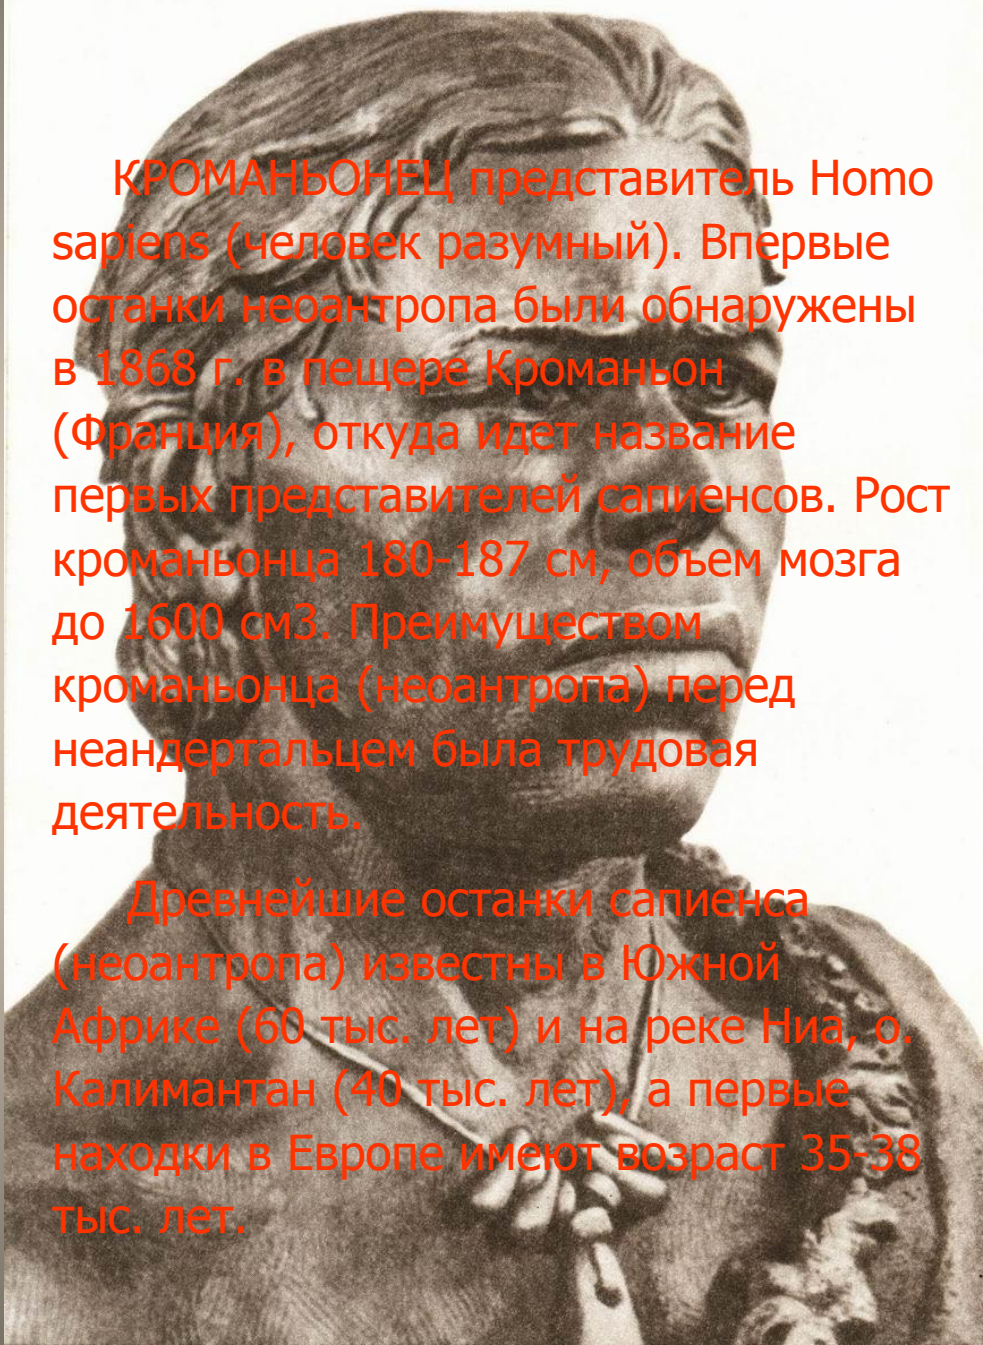 КРОМАНЬОНЕЦ представитель Homo
sapiens (человек разумный). Впервые
останки неоантропа были обнаружены
в 1868 г. в пещере Кроманьон
(Франция), откуда идет название
первых представителей сапиенсов. Рост
кроманьонца 180-187 см, объем мозга
до 1600 см3. Преимуществом
кроманьонца (неоантропа) перед
неандертальцем была трудовая
деятельность.
Древнейшие останки сапиенса
(неоантропа) известны в Южной
Африке (60 тыс. лет) и на реке Ниа, о.
Калимантан (40 тыс. лет), а первые
находки в Европе имеют возраст 35-38
тыс. лет.